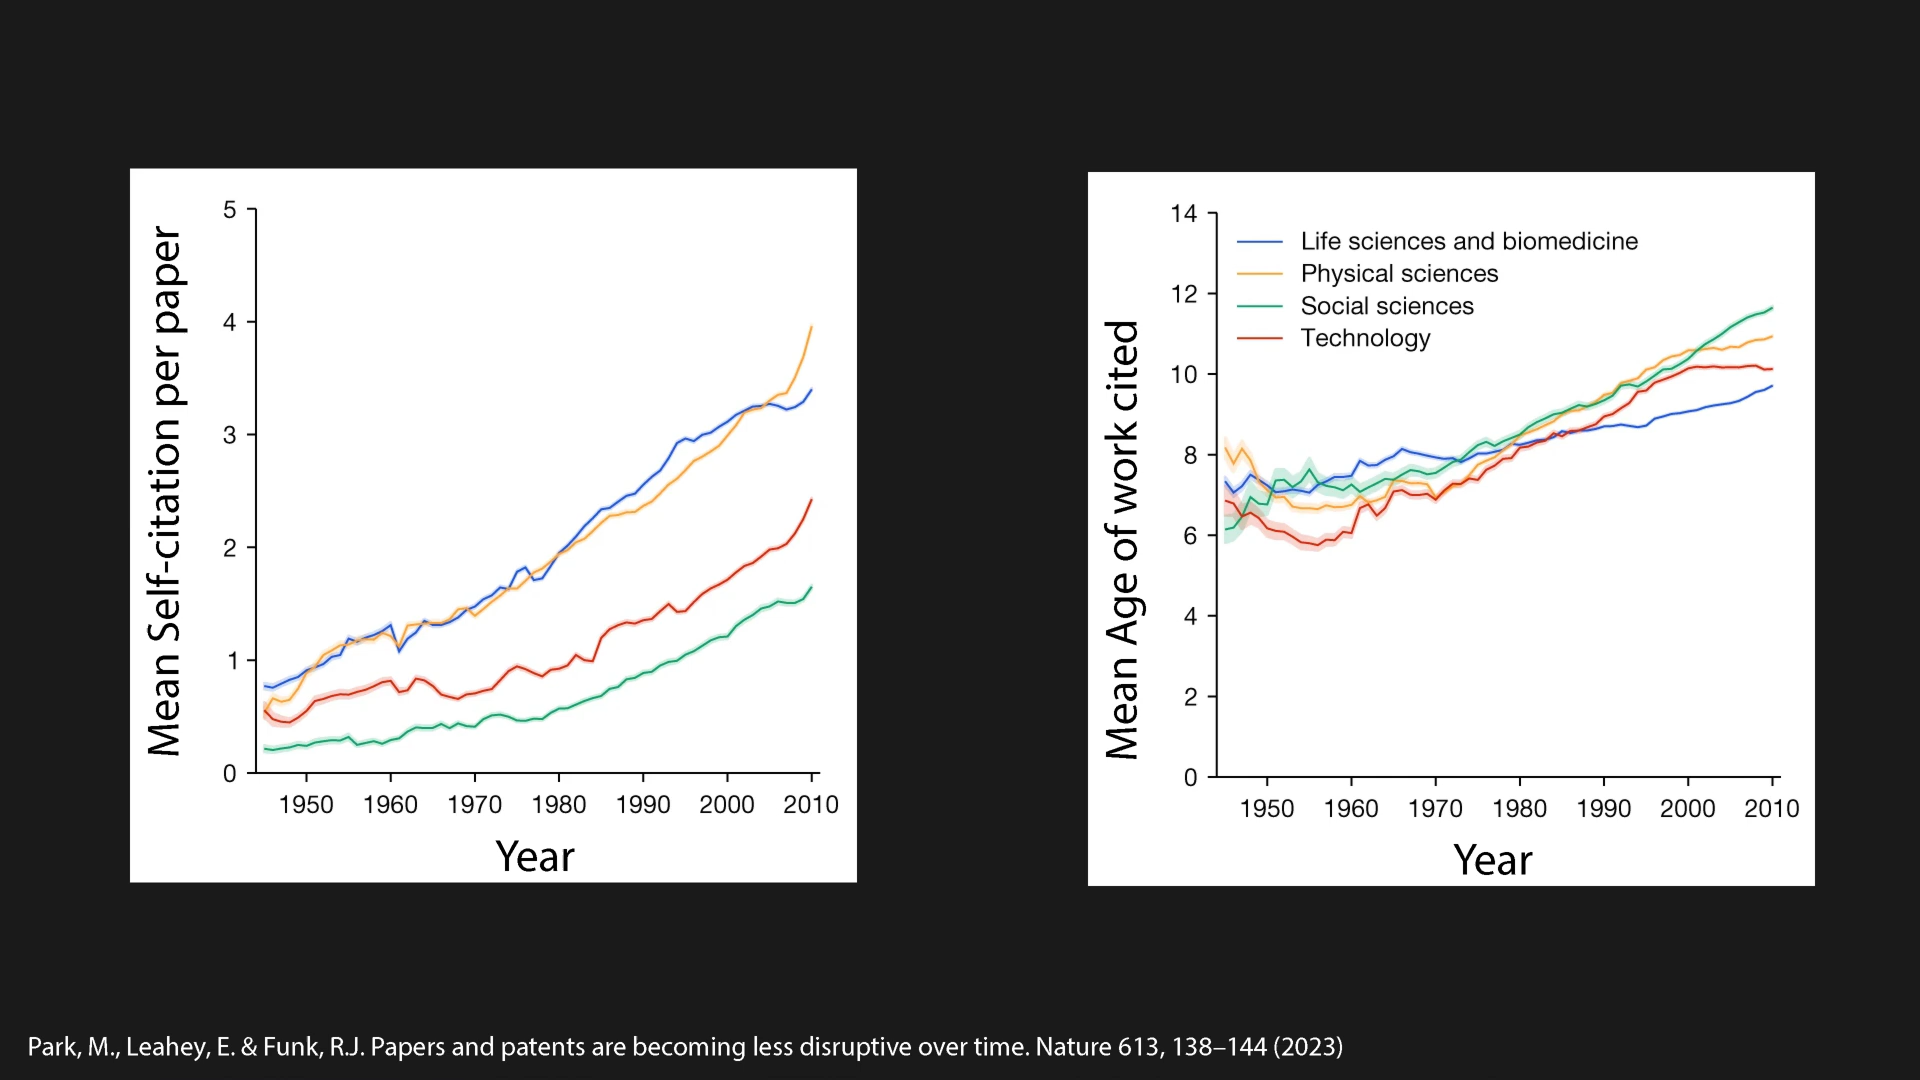 Mean Self-citation per paper
5
4
3
2
1
0
1950 1960 1970 1980 1990 2000 2010
Year
Mean Age of work cited
14
12
10
8
6
4
2
0
Life sciences and biomedicine
Physical sciences
Social sciences
Technology
1950 1960 1970 1980 1990 2000 2010
Year
Park, M., Leahey, E. & Funk, R.J. Papers and patents are becoming less disruptive over time. Nature 613, 138–144 (2023)